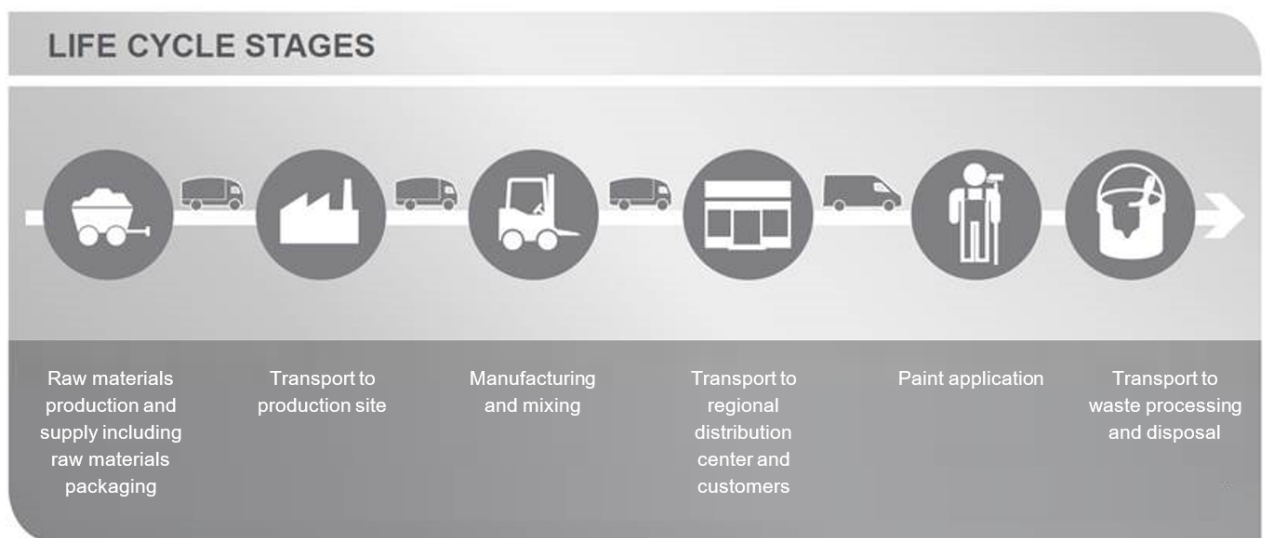 LIFE CYCLE STAGES
Raw materials
production and
supply including
raw materials
packaging
Transport to
production site
Manufacturing
and mixing
Transport to
regional
distribution
center and
customers
Paint application
Transport to
waste processing
and disposal